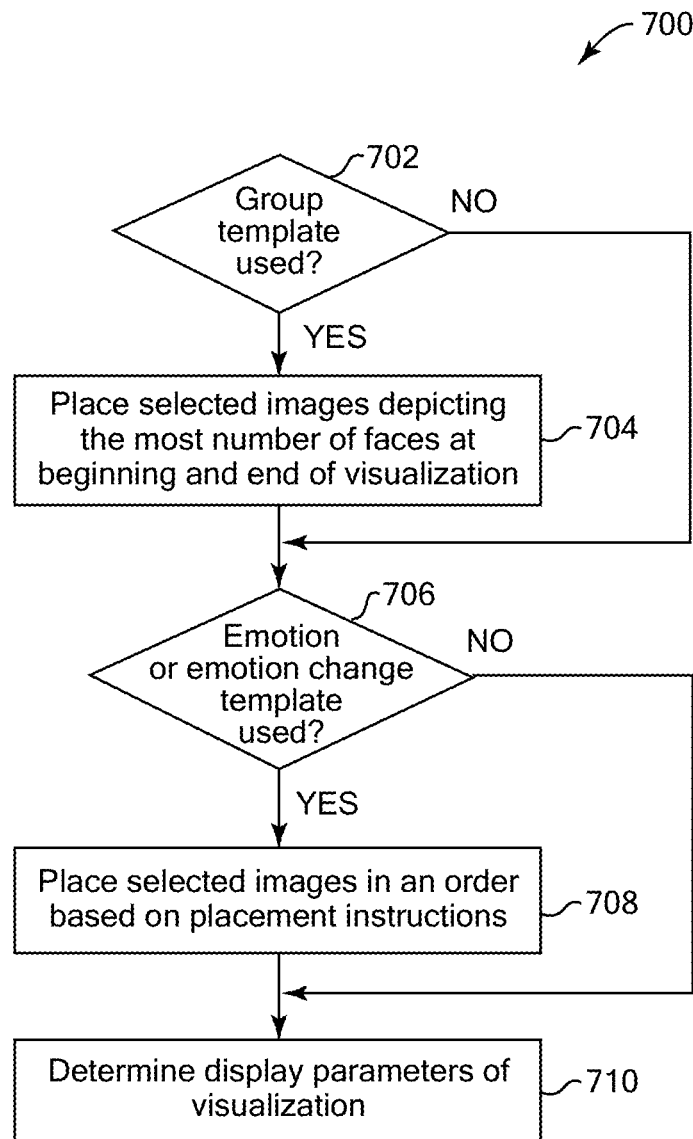 700
702
Group
template
used?
NO
YES
Place selected images depicting
the most number of faces at
beginning and end of visualization
704
706
Emotion
or emotion change
template
used?
NO
YES
Place selected images in an order
based on placement instructions
708
Determine display parameters of
visualization
710